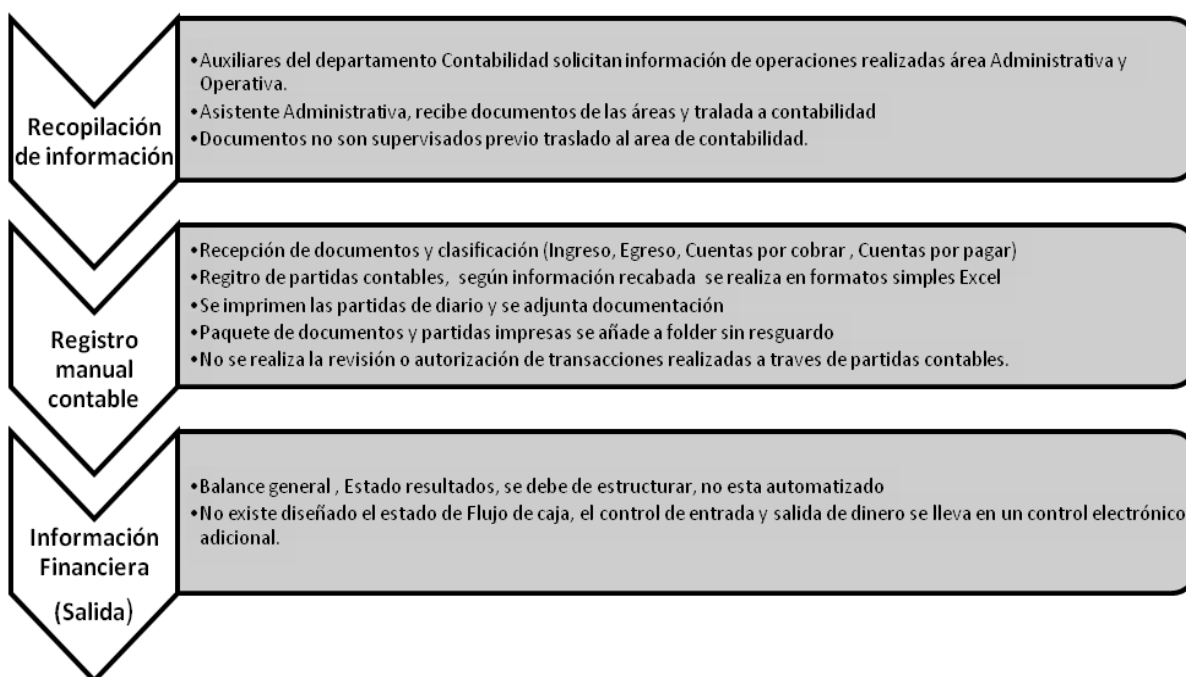 Recopilación
de información
•Auxiliares del departamento Contabilidad solicitan información de operaciones realizadas área Administrativa y
Operativa.
•Asistente Administrativa, recibe documentos de las áreas y tralada a contabilidad
•Documentos no son supervisados previo traslado al area de contabilidad.
Registro
manual
contable
•Recepción de documentos y clasificación (Ingreso, Egreso, Cuentas por cobrar , Cuentas por pagar)
•Regitro de partidas contables, según información recabada se realiza en formatos simples Excel
•Se imprimen las partidas de diario y se adjunta documentación
•Paquete de documentos y partidas impresas se añade a folder sin resguardo
•No se realiza la revisión o autorización de transacciones realizadas a traves de partidas contables.
Información
Financiera
(Salida)
•Balance general , Estado resultados, se debe de estructurar, no esta automatizado
•No existe diseñado el estado de Flujo de caja, el control de entrada y salida de dinero se lleva en un control electrónico
adicional.